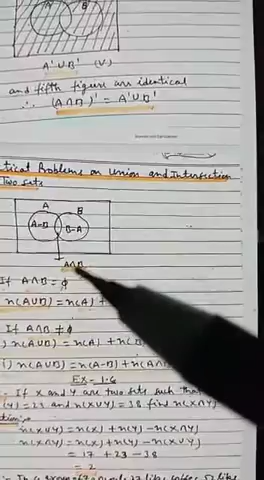 A B
A' ∪ B' (V)
and fifth figure are identical
∴ (A∩B)' = A'∪B'
tical Problems on Union and Intersection
Two sets
A
B
A-B B-A
A∩B
If A∩B = ϕ
n(A∪B) = n(A) +
If A∩B ≠ ϕ
n(A∪B) = n(A) + n(B)
i) n(A∪B) = n(A-B) + n(A∩
EX - 1.6
If X and Y are two sets such that
(Y) = 23 and n(X∪Y) = 38 find n(X∩Y)
n(X∪Y) = n(X) + n(Y) - n(X∩Y)
n(X∩Y) = n(X) + n(Y) - n(X∪Y)
= 17 + 23 - 38
= 2